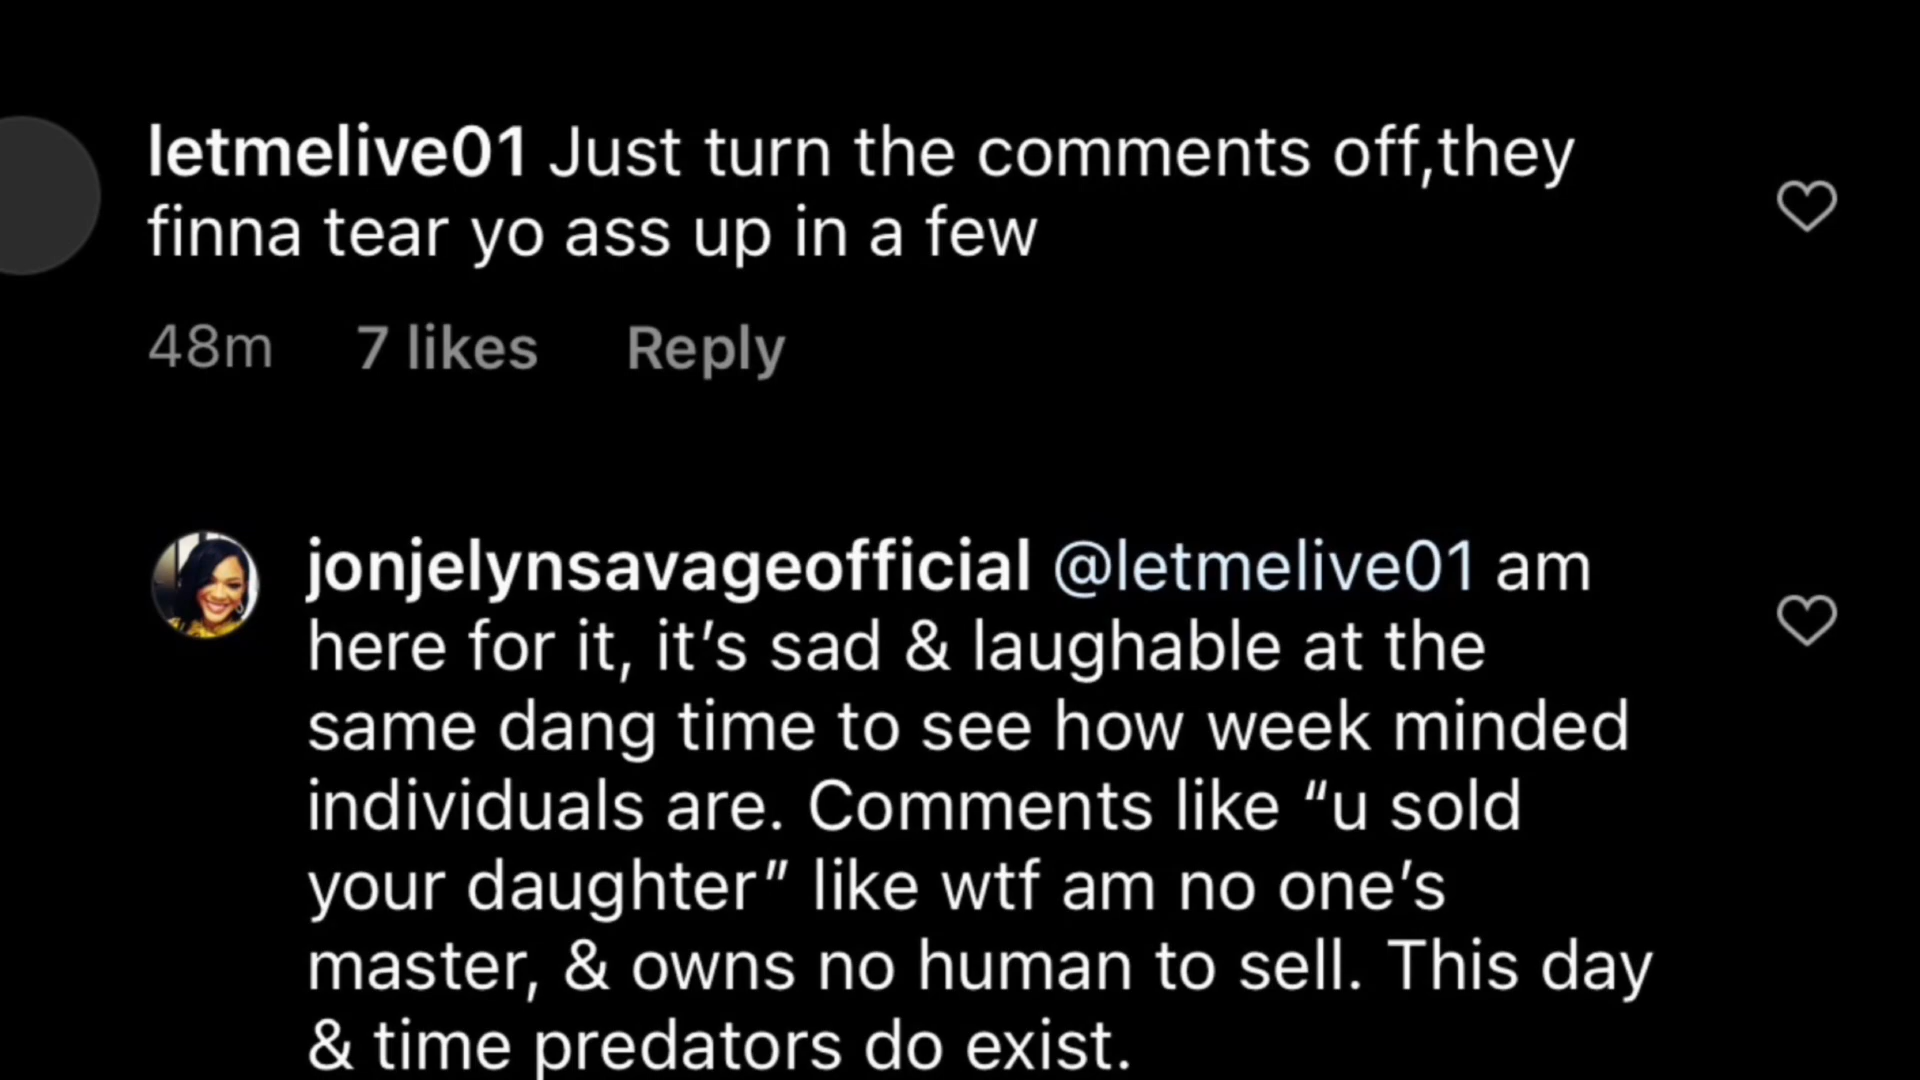 letmelive01 Just turn the comments off,they
finna tear yo ass up in a few
48m 7 likes Reply
jonjelynsavageofficial @letmelive01 am
here for it, it’s sad & laughable at the
same dang time to see how week minded
individuals are. Comments like “u sold
your daughter” like wtf am no one’s
master, & owns no human to sell. This day
& time predators do exist.